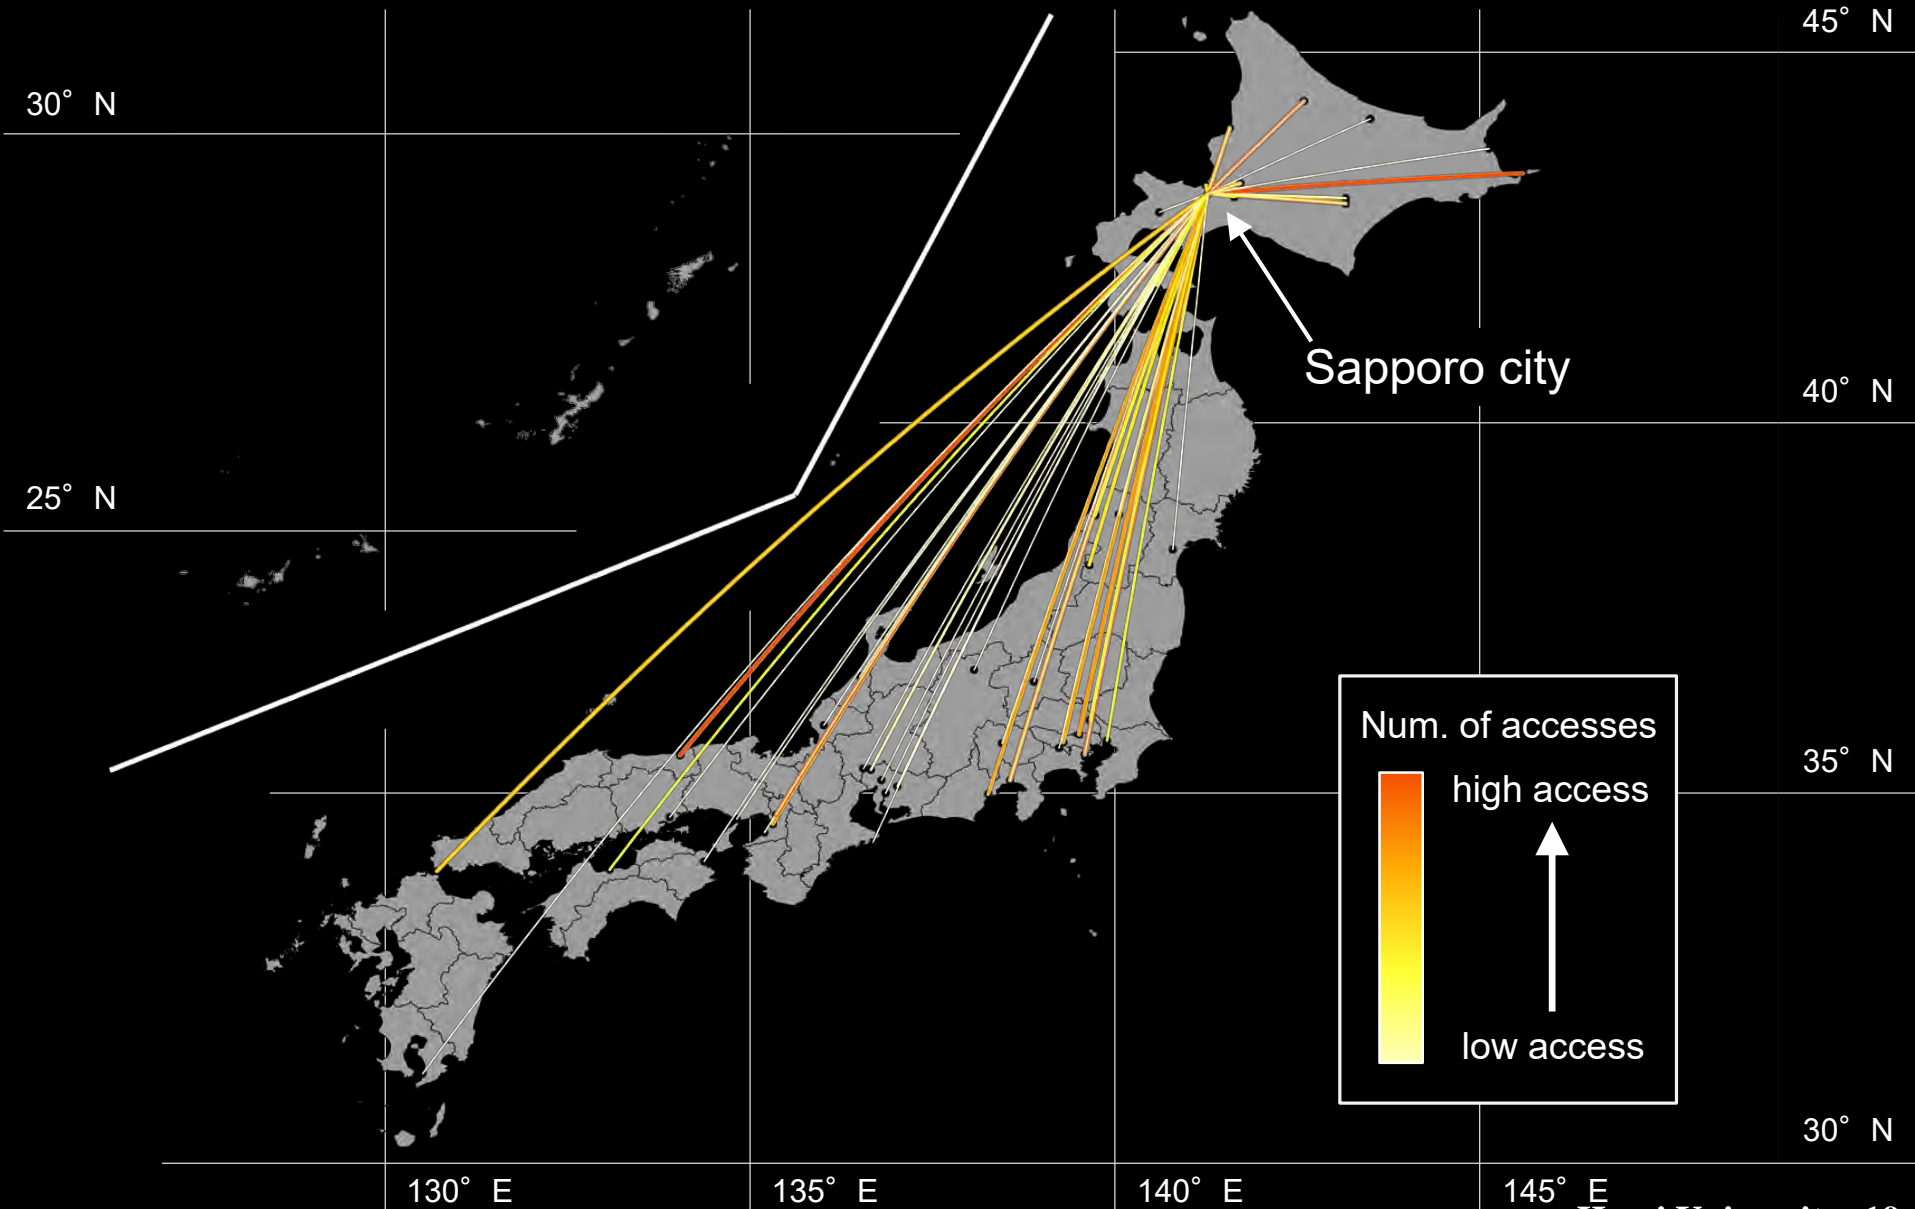 45° N
30° N
Sapporo city
40° N
25° N
Num. of accesses
high access
35° N
low access
30° N
130° E
135° E
140° E
145° E